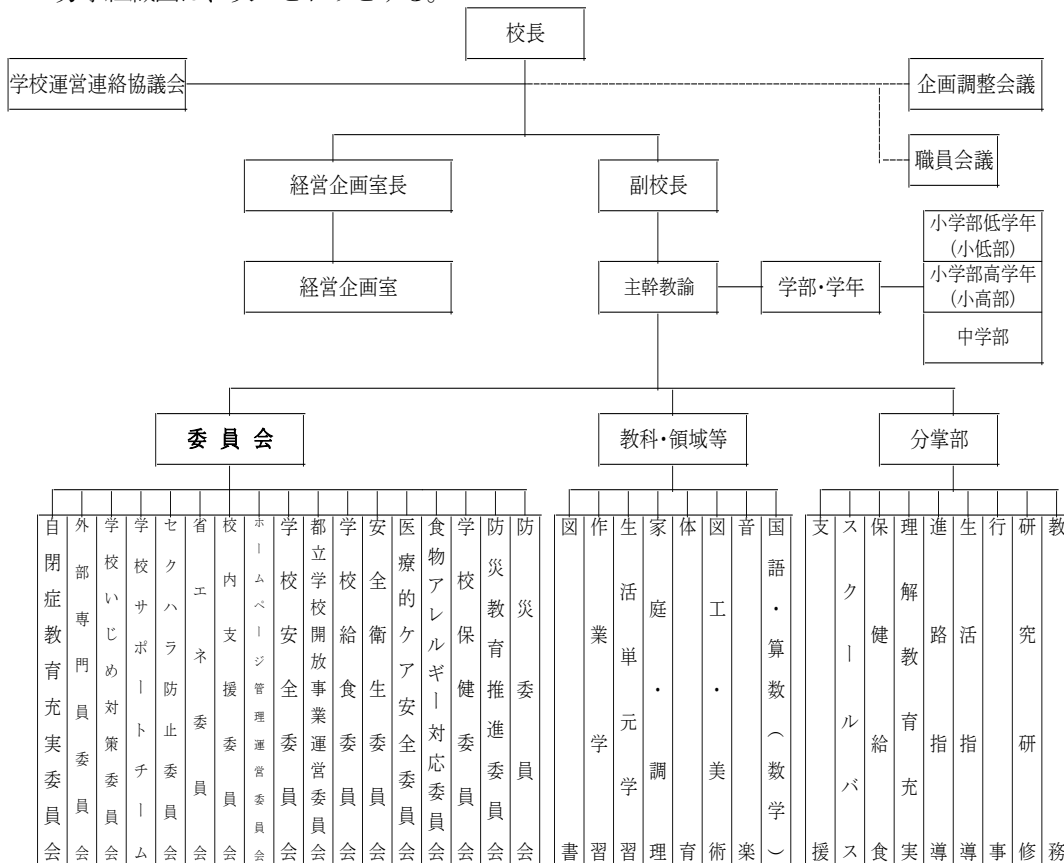 校長
学校運営連絡協議会
企画調整会議
職員会議
経営企画室長
副校長
小学部低学年
(小低部)
経営企画室
主幹教諭
学部・学年
小学部高学年
(小高部)
中学部
委員会
教科・領域等
分掌部
教務
研究研修
行事
生活指導
進路指導
理解教育充実
保健給食
スクールバス
支援
国語・算数（数学）
音楽
図工・美術
体育
家庭・調理
生活単元学習
作業学習
図書
防災委員会
防災教育推進委員会
学校保健委員会
食物アレルギー対応委員会
医療的ケア安全委員会
安全衛生委員会
学校給食委員会
都立学校開放事業運営委員会
学校安全委員会
ホームページ管理運営委員会
校内支援委員会
省エネ委員会
セクハラ防止委員会
学校サポートチーム
学校いじめ対策委員会
外部専門員委員会
自閉症教育充実委員会